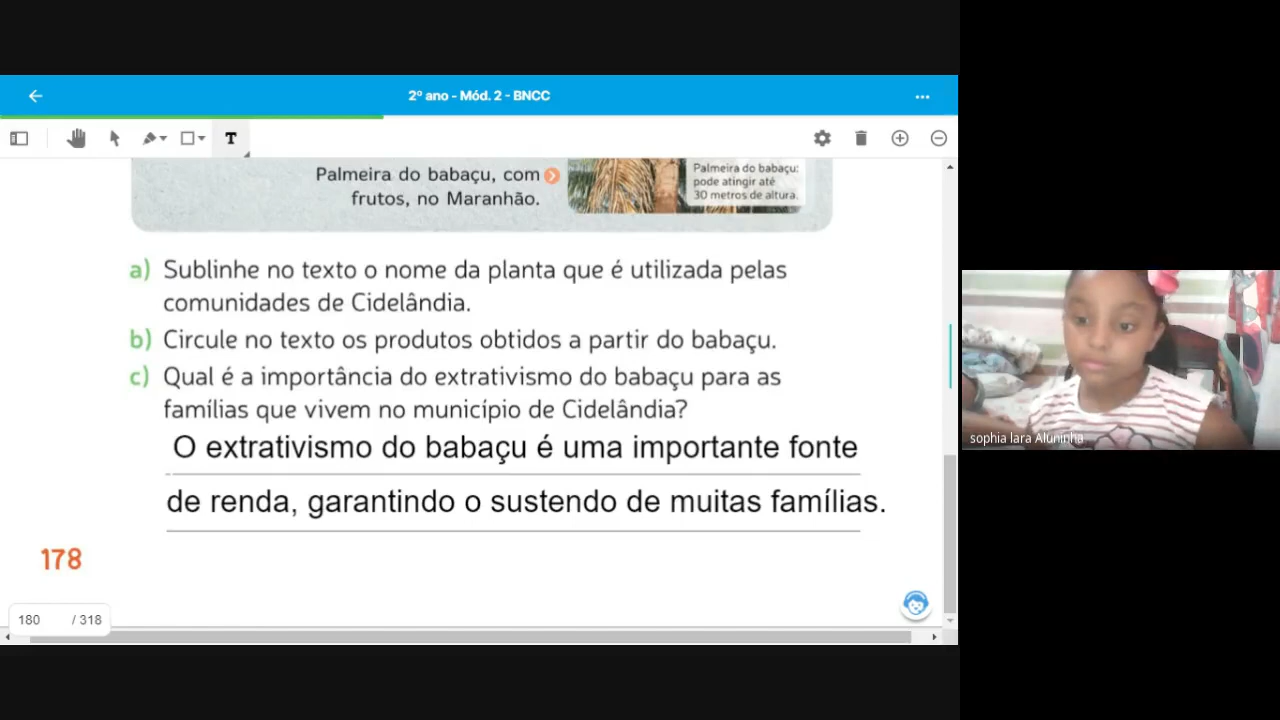 2º ano - Mód. 2 - BNCC
T
Palmeira do babaçu, com
frutos, no Maranhão.
Palmeira do babaçu:
pode atingir até
30 metros de altura.
a) Sublinhe no texto o nome da planta que é utilizada pelas
comunidades de Cidelândia.
b) Circule no texto os produtos obtidos a partir do babaçu.
c) Qual é a importância do extrativismo do babaçu para as
famílias que vivem no município de Cidelândia?
O extrativismo do babaçu é uma importante fonte
de renda, garantindo o sustendo de muitas famílias.
178
180 / 318
sophia lara Aluninha